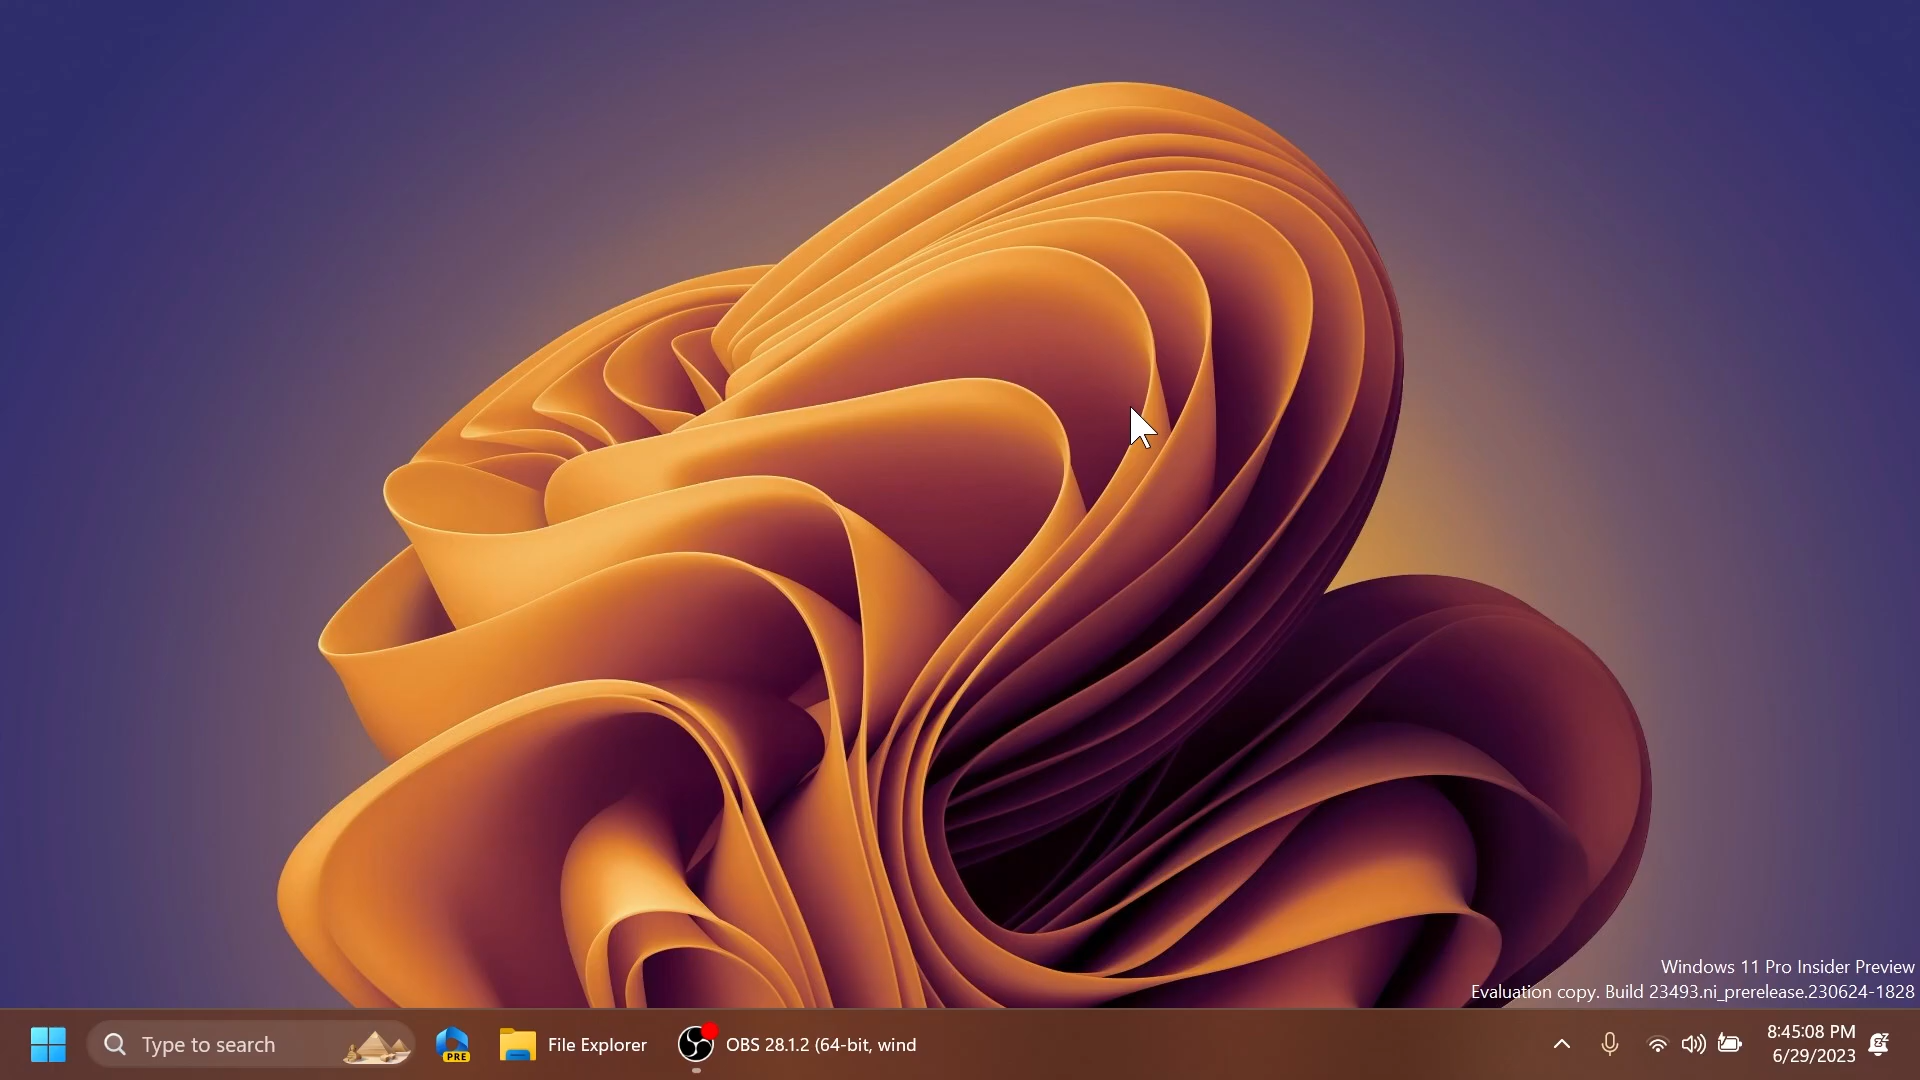 Windows 11 Pro Insider Preview
Evaluation copy. Build 23493.ni_prerelease.230624-1828
Type to search
PRE
File Explorer
OBS 28.1.2 (64-bit, wind
8:45:08 PM
6/29/2023